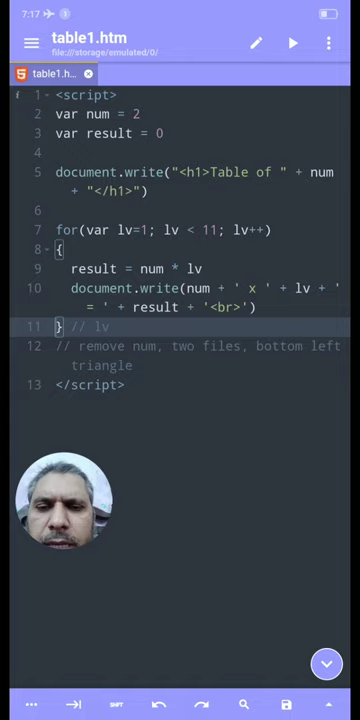 7:17
table1.htm
file:///storage/emulated/0/
table1.h...
1 <script>
2 var num = 2
3 var result = 0
4
5 document.write("<h1>Table of " + num
+ "</h1>")
6
7 for(var lv=1; lv < 11; lv++)
8 {
9 result = num * lv
10 document.write(num + ' x ' + lv + '
= ' + result + '<br>')
11 } // lv
12 // remove num, two files, bottom left
triangle
13 </script>
SHIFT